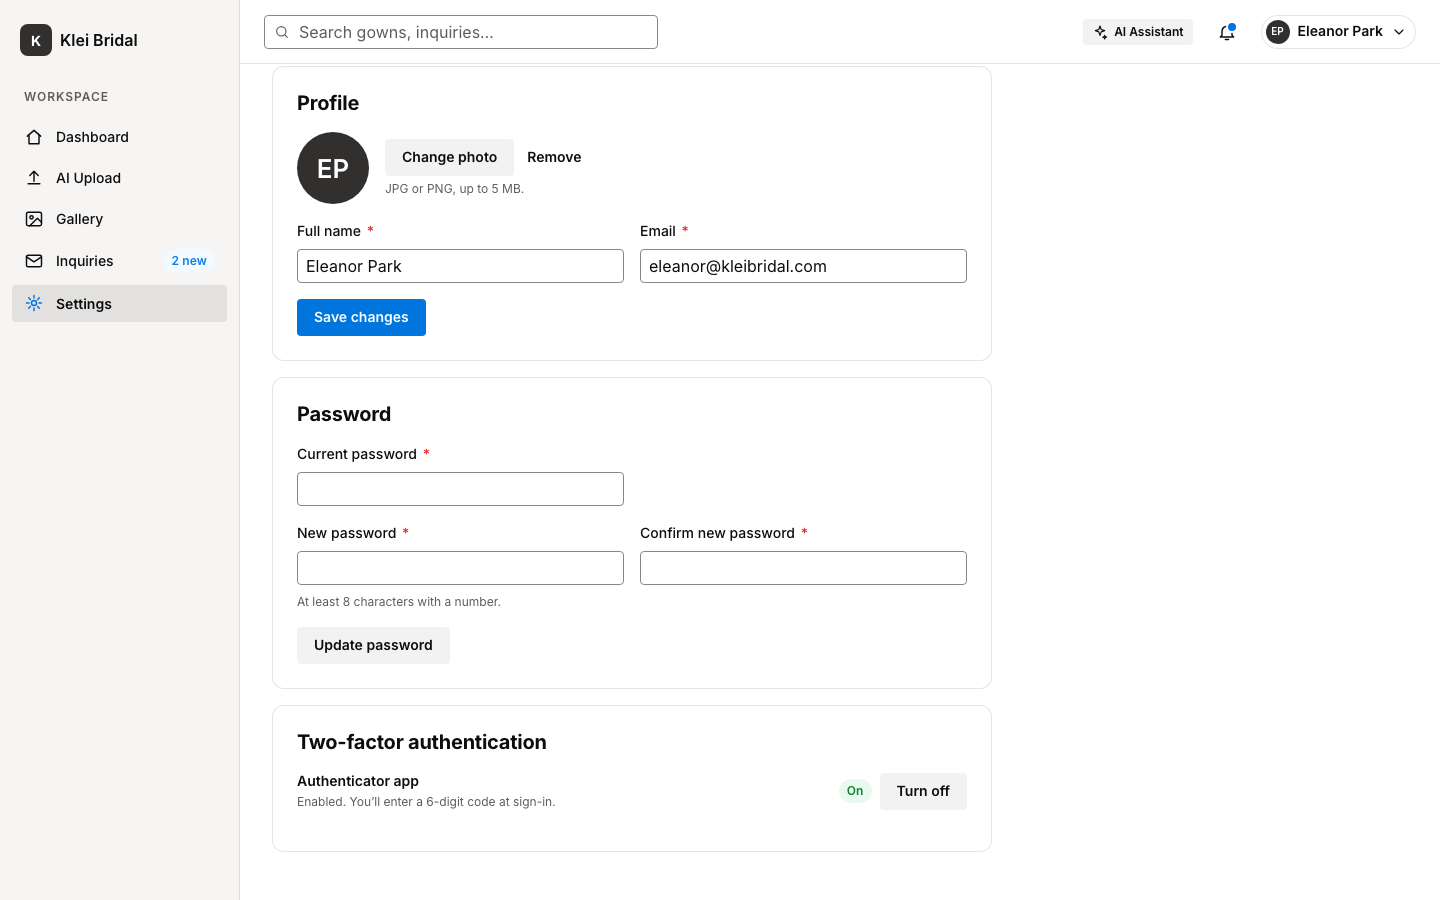 K Klei Bridal
WORKSPACE
Dashboard
AI Upload
Gallery
Inquiries 2 new
Settings
Search gowns, inquiries...
AI Assistant
EP Eleanor Park
Profile
EP
Change photo Remove
JPG or PNG, up to 5 MB.
Full name * Email *
Eleanor Park eleanor@kleibridal.com
Save changes
Password
Current password *
New password * Confirm new password *
At least 8 characters with a number.
Update password
Two-factor authentication
Authenticator app
Enabled. You’ll enter a 6-digit code at sign-in.
On Turn off